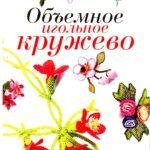 Объемное
игольное
кружево